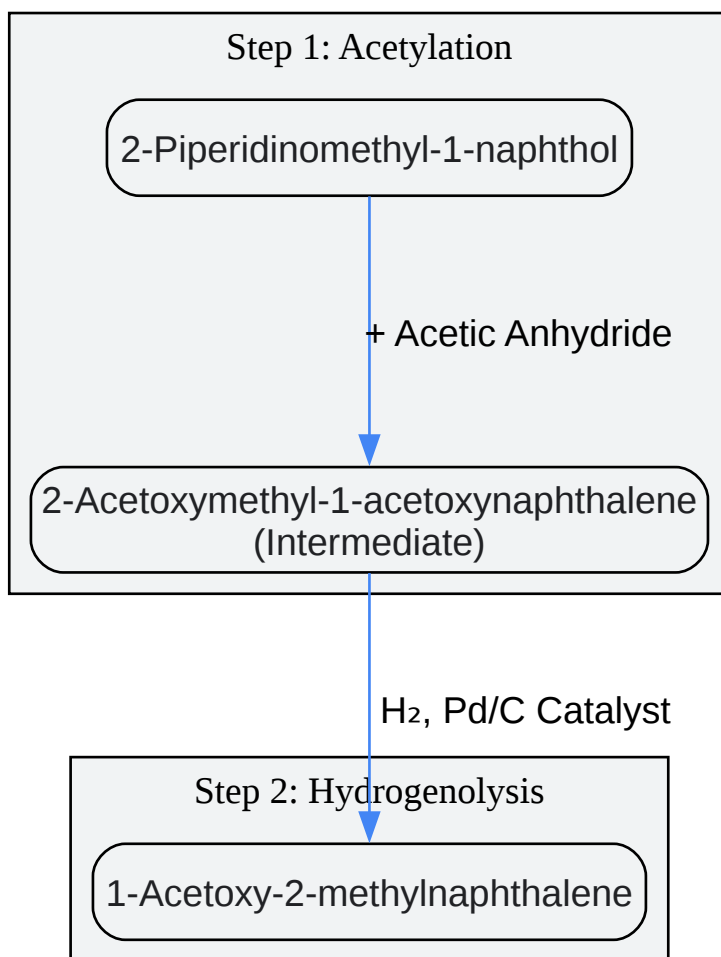 Step 1: Acetylation
2-Piperidinomethyl-1-naphthol
+ Acetic Anhydride
2-Acetoxymethyl-1-acetoxynaphthalene
(Intermediate)
H₂, Pd/C Catalyst
Step 2: Hydrogenolysis
1-Acetoxy-2-methylnaphthalene